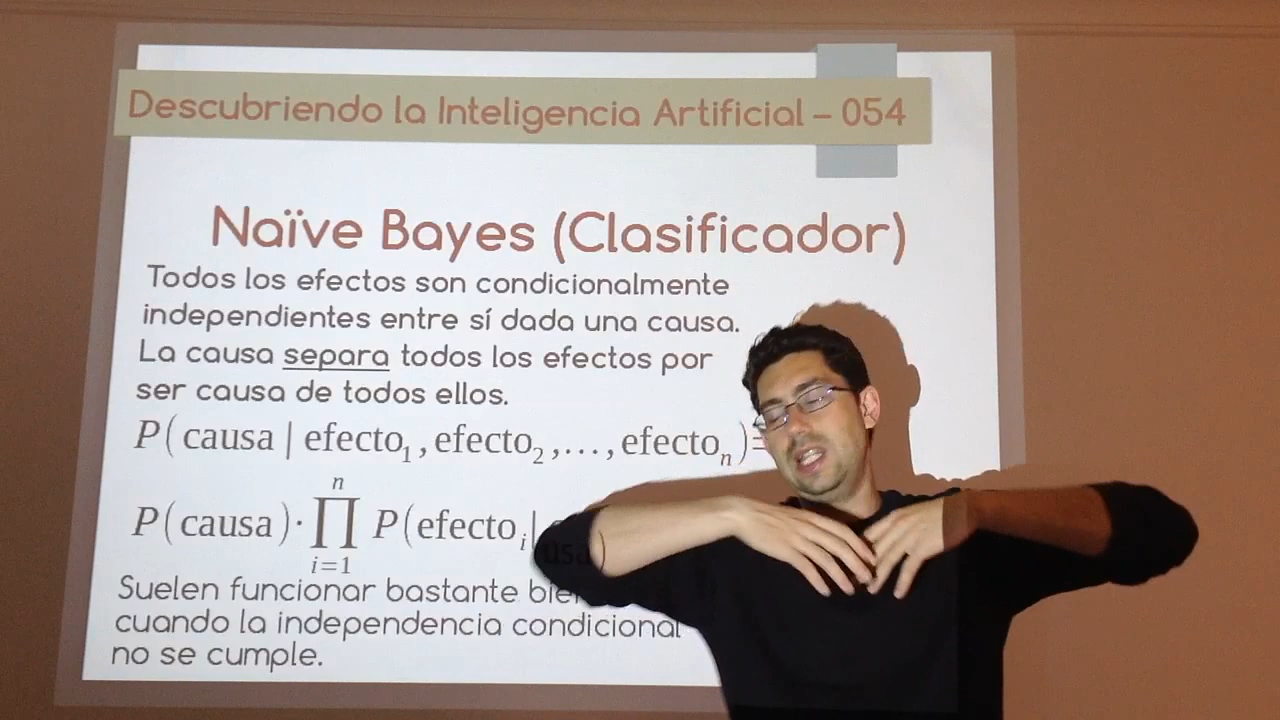 Descubriendo la Inteligencia Artificial – 054
Naïve Bayes (Clasificador)
Todos los efectos son condicionalmente
independientes entre sí dada una causa.
La causa separa todos los efectos por
ser causa de todos ellos.
P( causa | efecto₁ , efecto₂ , … , efectoₙ )=
P(causa)· ∏ⁿᵢ₌₁ P(efectoᵢ |
Suelen funcionar bastante
cuando la independencia condicional
no se cumple.